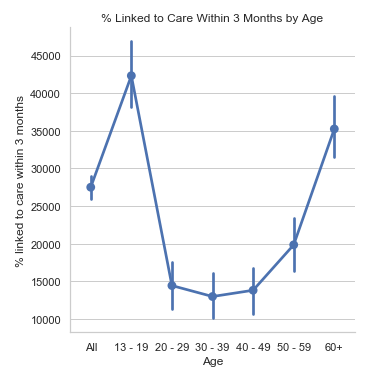 % Linked to Care Within 3 Months by Age
% linked to care within 3 months
45000
40000
35000
30000
25000
20000
15000
10000
All 13 - 19 20 - 29 30 - 39 40 - 49 50 - 59 60+
Age